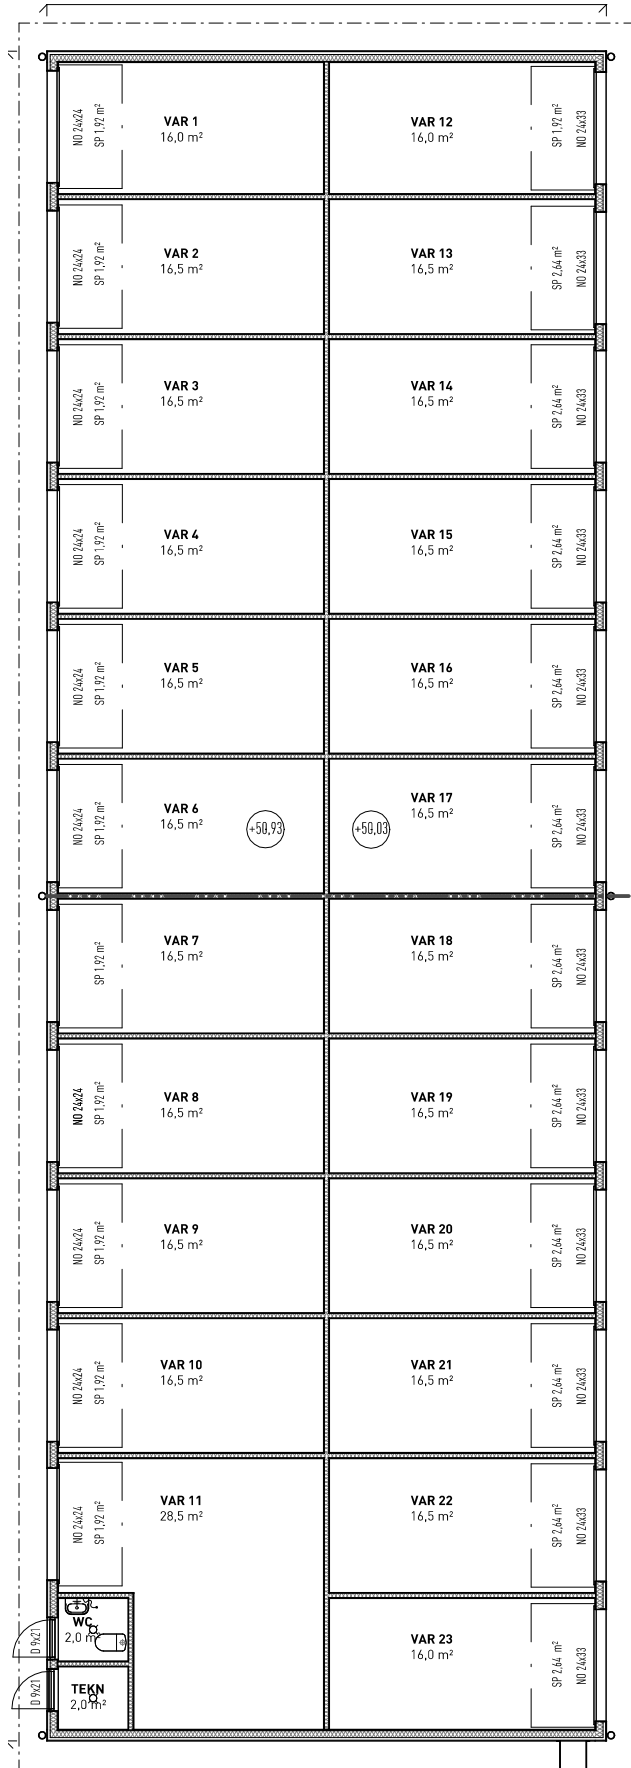 NO 24x24
SP 1,92 m²
VAR 1
16,0 m²
VAR 12
16,0 m²
SP 1,92 m²
NO 24x33
NO 24x24
SP 1,92 m²
VAR 2
16,5 m²
VAR 13
16,5 m²
SP 2,64 m²
NO 24x33
NO 24x24
SP 1,92 m²
VAR 3
16,5 m²
VAR 14
16,5 m²
SP 2,64 m²
NO 24x33
NO 24x24
SP 1,92 m²
VAR 4
16,5 m²
VAR 15
16,5 m²
SP 2,64 m²
NO 24x33
NO 24x24
SP 1,92 m²
VAR 5
16,5 m²
VAR 16
16,5 m²
SP 2,64 m²
NO 24x33
NO 24x24
SP 1,92 m²
VAR 6
16,5 m²
+50,93
+50,03
VAR 17
16,5 m²
SP 2,64 m²
NO 24x33
SP 1,92 m²
VAR 7
16,5 m²
VAR 18
16,5 m²
SP 2,64 m²
NO 24x33
NO 24x24
SP 1,92 m²
VAR 8
16,5 m²
VAR 19
16,5 m²
SP 2,64 m²
NO 24x33
NO 24x24
SP 1,92 m²
VAR 9
16,5 m²
VAR 20
16,5 m²
SP 2,64 m²
NO 24x33
NO 24x24
SP 1,92 m²
VAR 10
16,5 m²
VAR 21
16,5 m²
SP 2,64 m²
NO 24x33
NO 24x24
SP 1,92 m²
VAR 11
28,5 m²
VAR 22
16,5 m²
SP 2,64 m²
NO 24x33
D 9x21
WC
2,0 m²
D 9x21
TEKN
2,0 m²
VAR 23
16,0 m²
SP 2,64 m²
NO 24x33